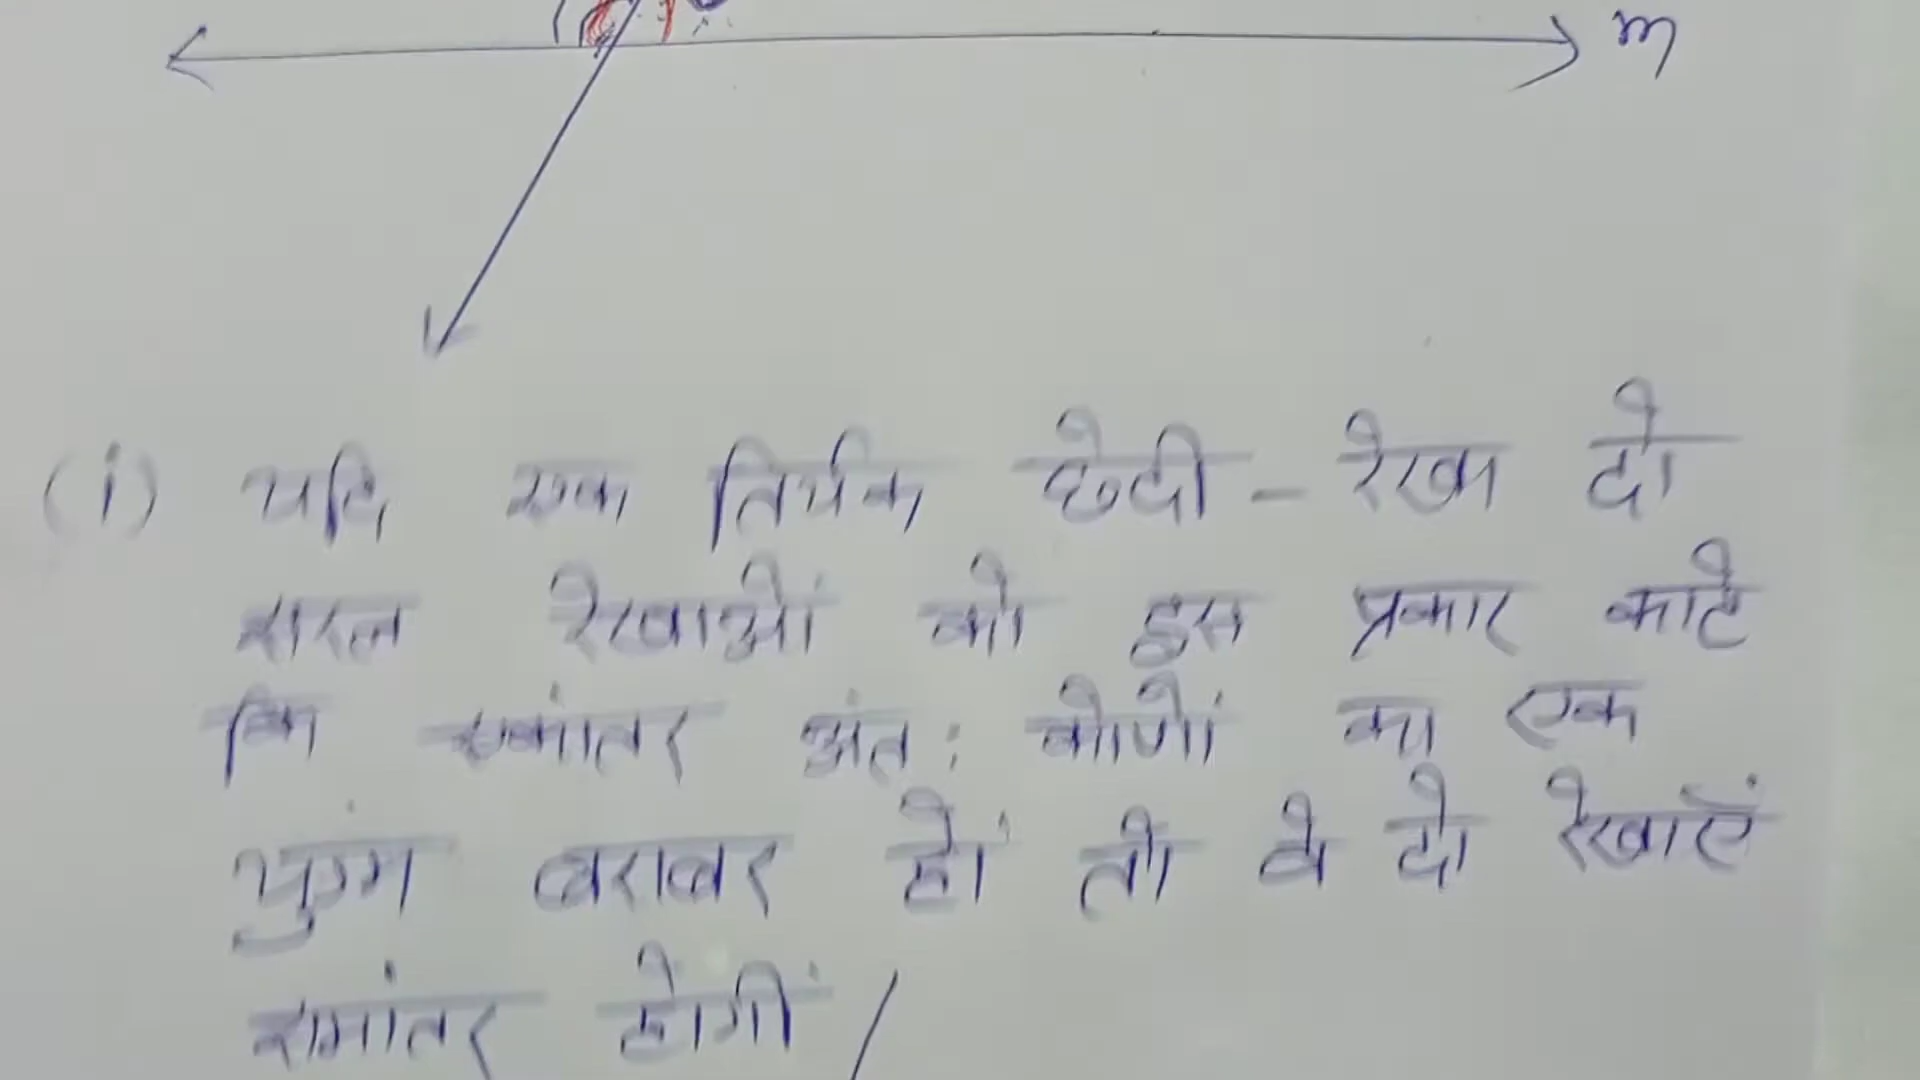 m
(i) यदि एक तिर्यक छेदी - रेखा दो
सरल रेखाओं को इस प्रकार काटे
कि एकांतर अंत: कोणों का एक
युग्म बराबर हों तो वे दो रेखाएं
समांतर होगीं /